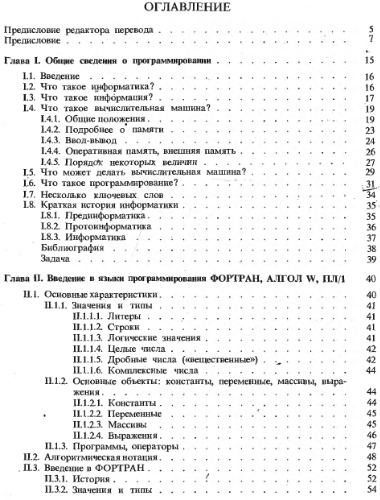 ОГЛАВЛЕНИЕ
Предисловие редактора перевода . . . . . . . . . . 5
Предисловие . . . . . . . . . . 7
Глава I. Общие сведения о программировании . . . . . . . . . . 15
I.1. Введение . . . . . . . . . . 16
I.2. Что такое информатика? . . . . . . . . . . 16
I.3. Что такое информация? . . . . . . . . . . 17
I.4. Что такое вычислительная машина? . . . . . . . . . . 19
I.4.1. Общие положения . . . . . . . . . . 19
I.4.2. Подробнее о памяти . . . . . . . . . . 23
I.4.3. Ввод-вывод . . . . . . . . . . 24
I.4.4. Оперативная память, внешняя память . . . . . . . . . . 26
I.4.5. Порядок некоторых величин . . . . . . . . . . 27
I.5. Что может делать вычислительная машина? . . . . . . . . . . 29
I.6. Что такое программирование? . . . . . . . . . . 31
I.7. Несколько ключевых слов . . . . . . . . . . 34
I.8. Краткая история информатики . . . . . . . . . . 35
I.8.1. Прединформатика . . . . . . . . . . 35
I.8.2. Протоинформатика . . . . . . . . . . 36
I.8.3. Информатика . . . . . . . . . . 37
Библиография . . . . . . . . . . 38
Задача . . . . . . . . . . 39
Глава II. Введение в языки программирования ФОРТРАН, АЛГОЛ W, ПЛ/1 40
II.1. Основные характеристики . . . . . . . . . . 40
II.1.1. Значения и типы . . . . . . . . . . 41
II.1.1.1. Литеры . . . . . . . . . . 41
II.1.1.2. Строки . . . . . . . . . . 41
II.1.1.3. Логические значения . . . . . . . . . . 41
II.1.1.4. Целые числа . . . . . . . . . . 42
II.1.1.5. Дробные числа («вещественные») . . . . . . . . . . 42
II.1.1.6. Комплексные числа . . . . . . . . . . 44
II.1.2. Основные объекты: константы, переменные, массивы, выра-
жения . . . . . . . . . . 44
II.1.2.1. Константы . . . . . . . . . . 44
II.1.2.2. Переменные . . . . . . . . . . 45
II.1.2.3. Массивы . . . . . . . . . . 45
II.1.2.4. Выражения . . . . . . . . . . 46
II.1.3. Программы, операторы . . . . . . . . . . 47
II.2. Алгоритмическая нотация . . . . . . . . . . 48
II.3. Введение в ФОРТРАН . . . . . . . . . . 52
II.3.1. История . . . . . . . . . . 52
II.3.2. Значения и типы . . . . . . . . . . 54